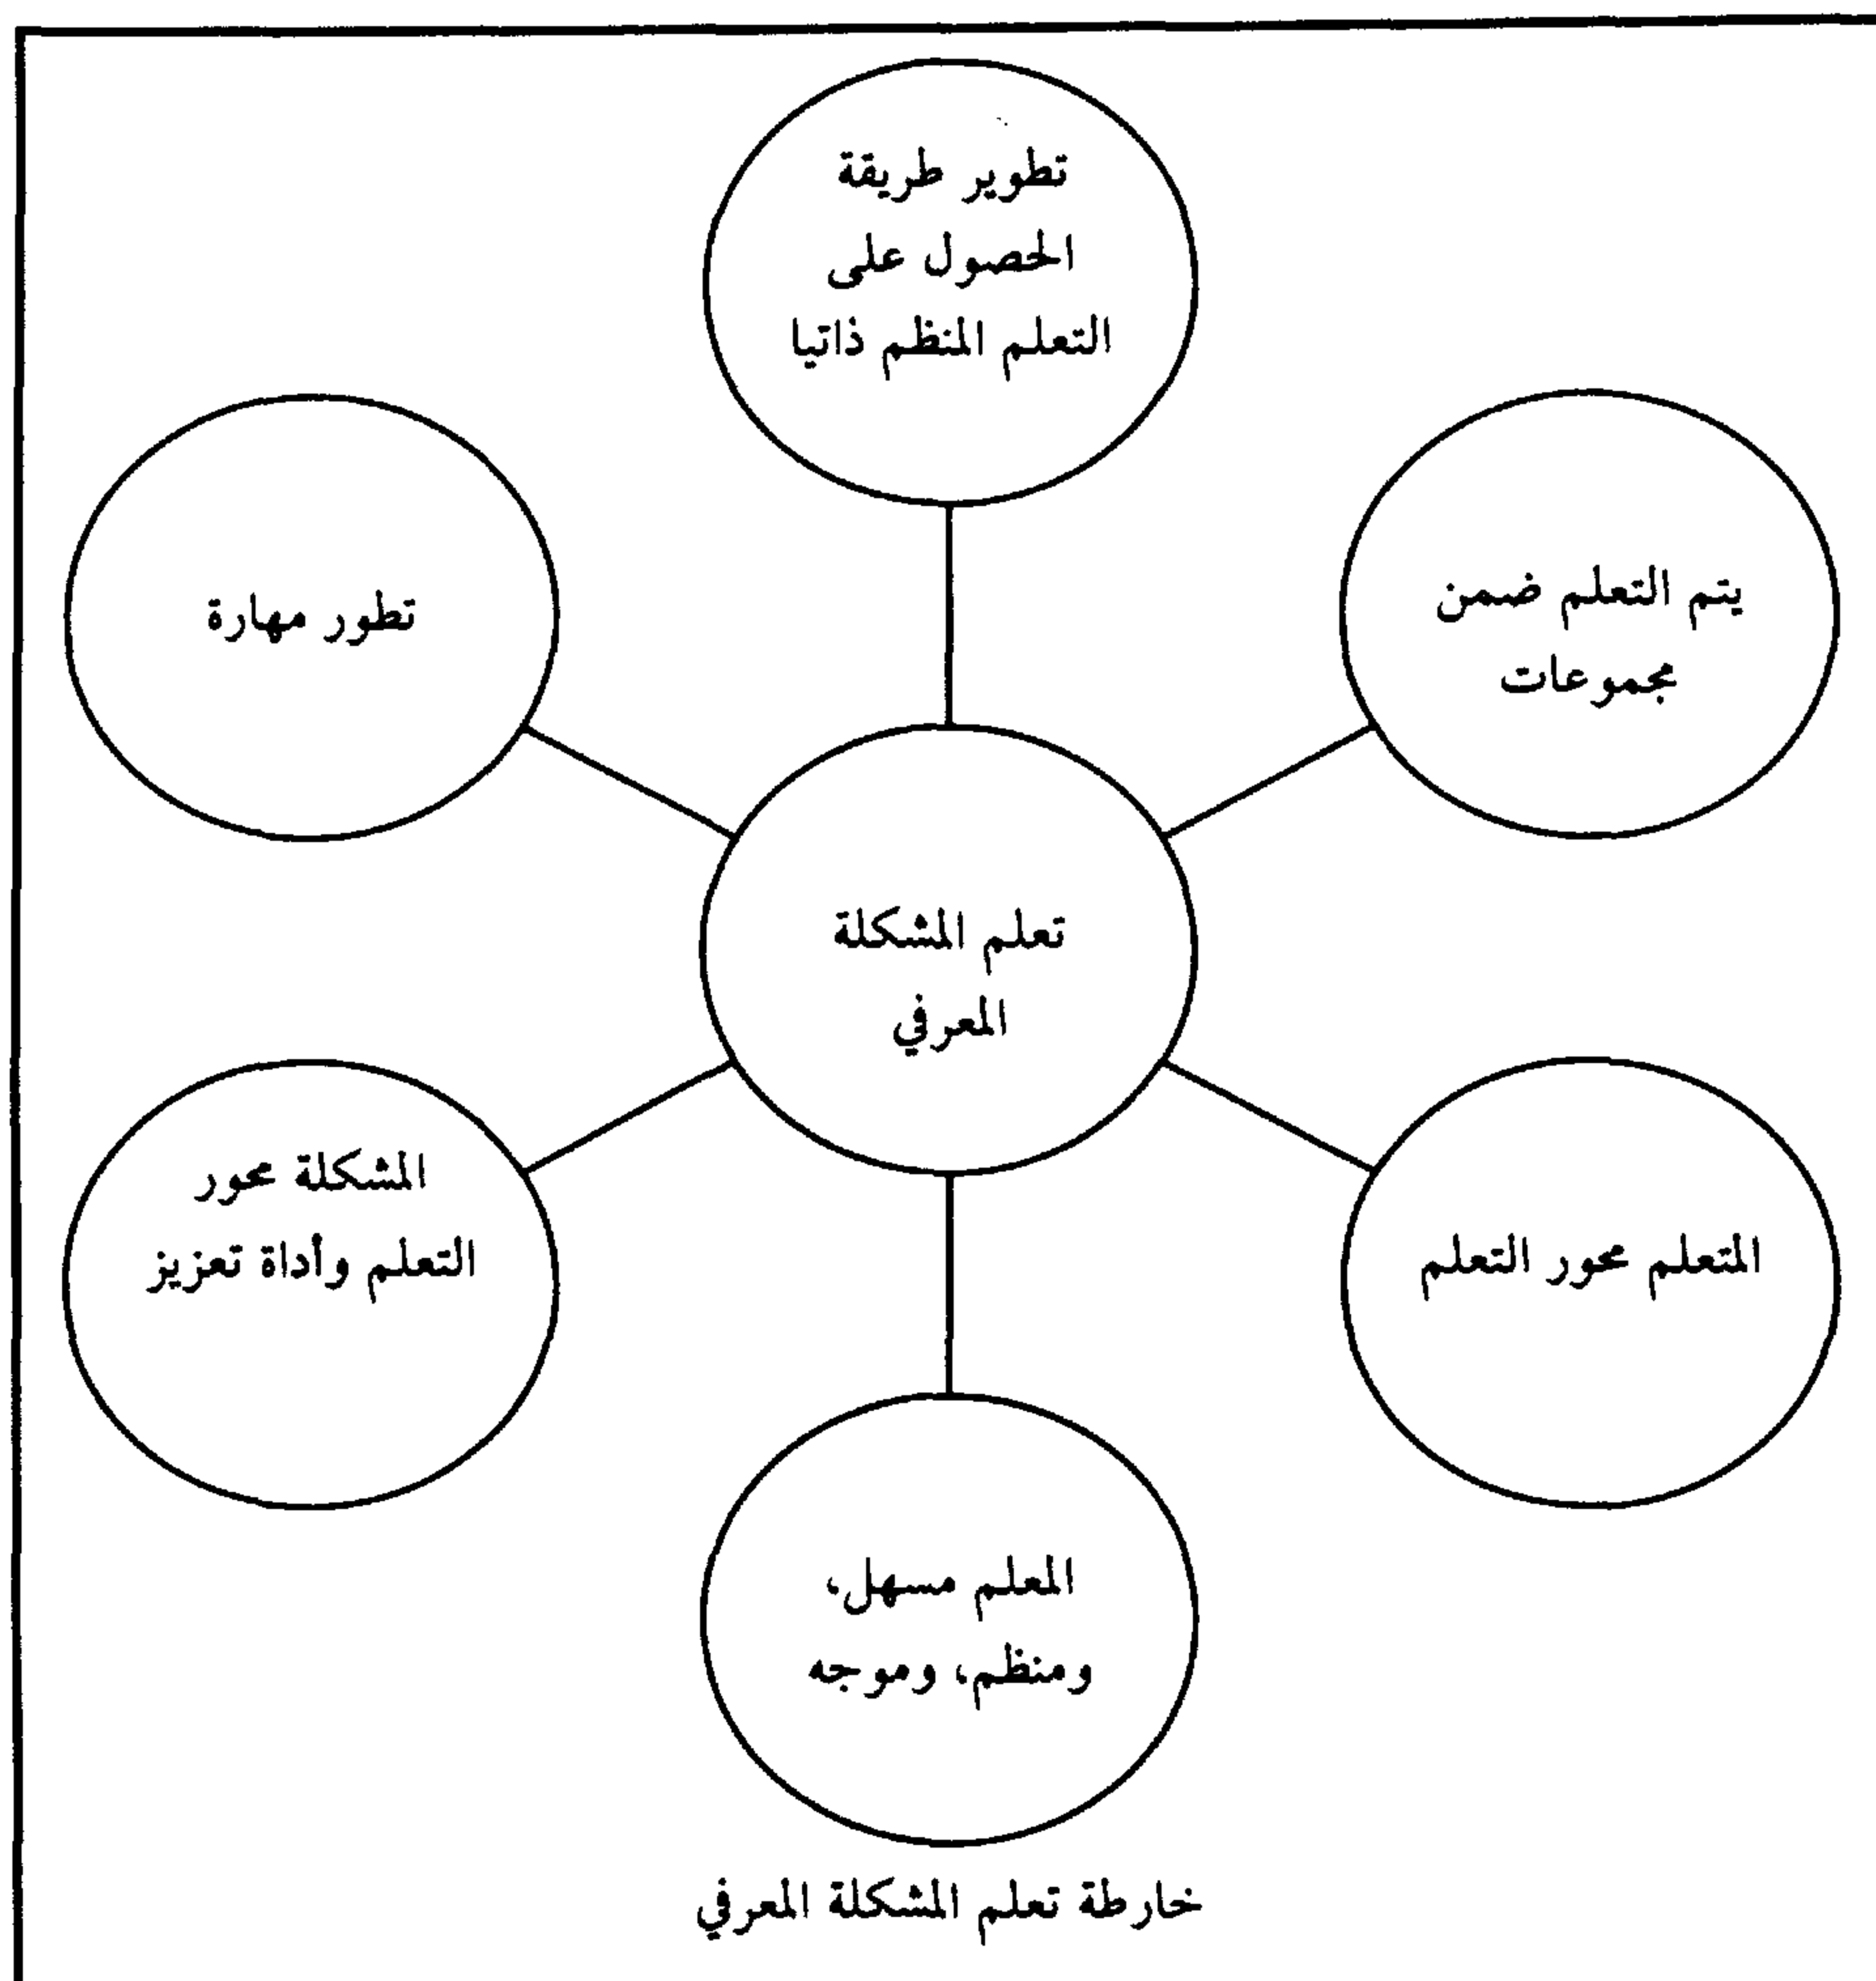 تطوير طريقة
الحصول على
التعلم المنظم ذاتيا
يتم التعلم ضمن
مجموعات
تطور مهارة
تعلم المشكلة
المعرفي
المتعلم محور التعلم
المشكلة محور
التعلم وأداة تعزيز
المعلم مسهل،
ومنظم، وموجه
خارطة تعلم المشكلة المعرفي